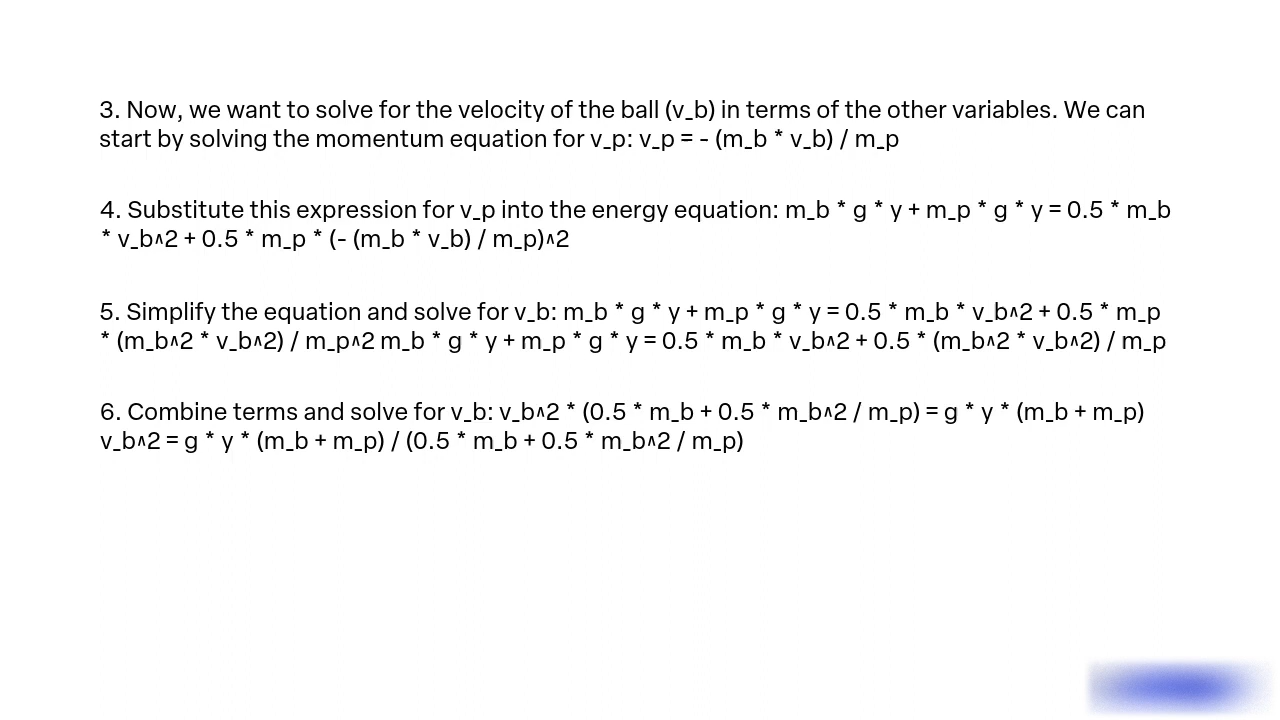 3. Now, we want to solve for the velocity of the ball (v_b) in terms of the other variables. We can
start by solving the momentum equation for v_p: v_p = - (m_b * v_b) / m_p
4. Substitute this expression for v_p into the energy equation: m_b * g * y + m_p * g * y = 0.5 * m_b
* v_b^2 + 0.5 * m_p * (- (m_b * v_b) / m_p)^2
5. Simplify the equation and solve for v_b: m_b * g * y + m_p * g * y = 0.5 * m_b * v_b^2 + 0.5 * m_p
* (m_b^2 * v_b^2) / m_p^2 m_b * g * y + m_p * g * y = 0.5 * m_b * v_b^2 + 0.5 * (m_b^2 * v_b^2) / m_p
6. Combine terms and solve for v_b: v_b^2 * (0.5 * m_b + 0.5 * m_b^2 / m_p) = g * y * (m_b + m_p)
v_b^2 = g * y * (m_b + m_p) / (0.5 * m_b + 0.5 * m_b^2 / m_p)